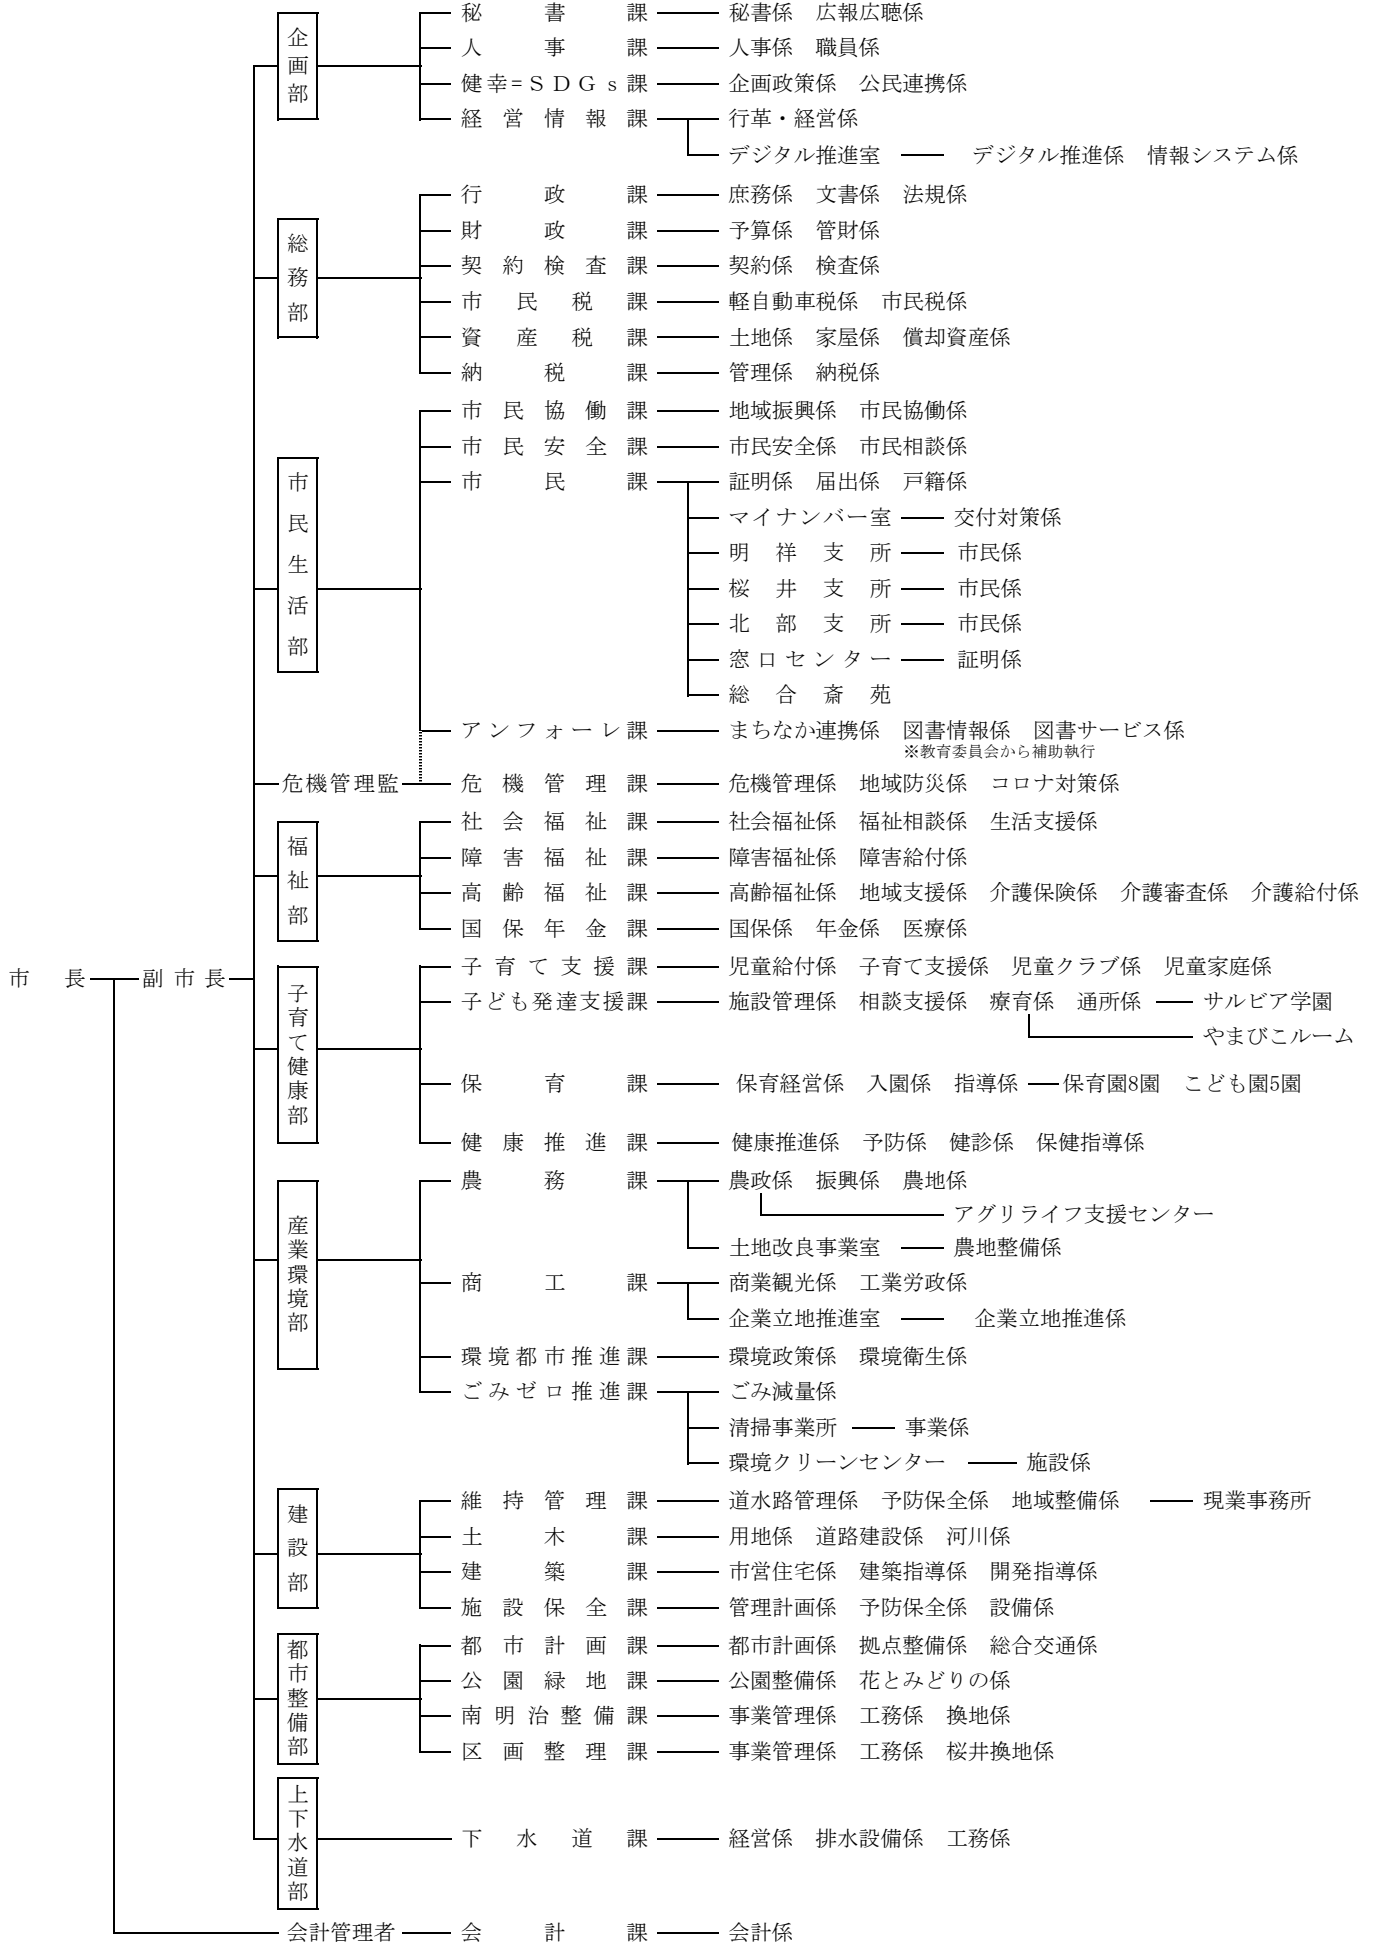 企画部
秘書課 秘書係 広報広聴係
人事課 人事係 職員係
健幸=SDGs課 企画政策係 公民連携係
経営情報課 行革・経営係
デジタル推進室 デジタル推進係 情報システム係
総務部
行政課 庶務係 文書係 法規係
財政課 予算係 管財係
契約検査課 契約係 検査係
市民税課 軽自動車税係 市民税係
資産税課 土地係 家屋係 償却資産係
納税課 管理係 納税係
市民生活部
市民協働課 地域振興係 市民協働係
市民安全課 市民安全係 市民相談係
市民課 証明係 届出係 戸籍係
マイナンバー室 交付対策係
明祥支所 市民係
桜井支所 市民係
北部支所 市民係
窓口センター 証明係
総合斎苑
アンフォーレ課 まちなか連携係 図書情報係 図書サービス係
※教育委員会から補助執行
危機管理監 危機管理課 危機管理係 地域防災係 コロナ対策係
福祉部
社会福祉課 社会福祉係 福祉相談係 生活支援係
障害福祉課 障害福祉係 障害給付係
高齢福祉課 高齢福祉係 地域支援係 介護保険係 介護審査係 介護給付係
国保年金課 国保係 年金係 医療係
市長 副市長
子育て健康部
子育て支援課 児童給付係 子育て支援係 児童クラブ係 児童家庭係
子ども発達支援課 施設管理係 相談支援係 療育係 通所係 サルビア学園
やまびこルーム
保育課 保育経営係 入園係 指導係 保育園8園 こども園5園
健康推進課 健康推進係 予防係 健診係 保健指導係
産業環境部
農務課 農政係 振興係 農地係
アグリライフ支援センター
土地改良事業室 農地整備係
商工課 商業観光係 工業労政係
企業立地推進室 企業立地推進係
環境都市推進課 環境政策係 環境衛生係
ごみゼロ推進課 ごみ減量係
清掃事業所 事業係
環境クリーンセンター 施設係
建設部
維持管理課 道水路管理係 予防保全係 地域整備係 現業事務所
土木課 用地係 道路建設係 河川係
建築課 市営住宅係 建築指導係 開発指導係
施設保全課 管理計画係 予防保全係 設備係
都市整備部
都市計画課 都市計画係 拠点整備係 総合交通係
公園緑地課 公園整備係 花とみどりの係
南明治整備課 事業管理係 工務係 換地係
区画整理課 事業管理係 工務係 桜井換地係
上下水道部
下水道課 経営係 排水設備係 工務係
会計管理者 会計課 会計係